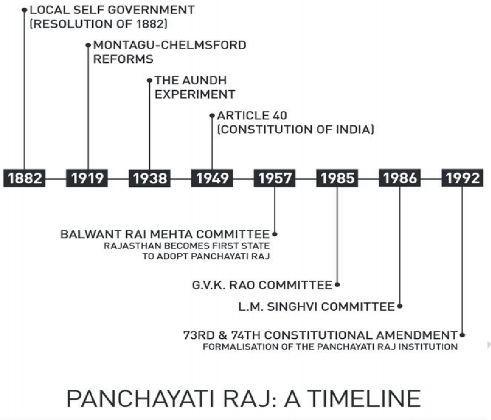 LOCAL SELF GOVERNMENT
(RESOLUTION OF 1882)
MONTAGU-CHELMSFORD
REFORMS
THE AUNDH
EXPERIMENT
ARTICLE 40
(CONSTITUTION OF INDIA)
1882 1919 1938 1949 1957 1985 1986 1992
BALWANT RAI MEHTA COMMITTEE
RAJASTHAN BECOMES FIRST STATE
TO ADOPT PANCHAYATI RAJ
G.V.K. RAO COMMITTEE
L.M. SINGHVI COMMITTEE
73RD & 74TH CONSTITUTIONAL AMENDMENT
FORMALISATION OF THE PANCHAYATI RAJ INSTITUTION
PANCHAYATI RAJ: A TIMELINE